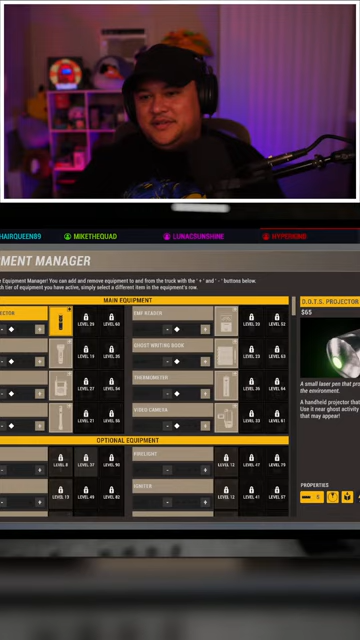 HAIRQUEEN89 MIKETHEQUAD LUNACSUNSHINE HYPERIONS
MENT MANAGER
e Equipment Manager! You can add and remove equipment to and from the truck with the '+' and '-' buttons below.
ch tier of equipment you have active, simply select a different item in the equipment's row.
MAIN EQUIPMENT
ECTOR
LEVEL 29 LEVEL 60
EMF READER
LEVEL 20 LEVEL 52
LEVEL 19 LEVEL 35
GHOST WRITING BOOK
LEVEL 23 LEVEL 63
LEVEL 27 LEVEL 54
THERMOMETER
LEVEL 36 LEVEL 64
LEVEL 21 LEVEL 56
VIDEO CAMERA
LEVEL 33 LEVEL 61
OPTIONAL EQUIPMENT
LEVEL 8 LEVEL 37 LEVEL 90
FIRELIGHT
LEVEL 12 LEVEL 47 LEVEL 79
LEVEL 13 LEVEL 49 LEVEL 82
IGNITER
LEVEL 12 LEVEL 41 LEVEL 57
D.O.T.S. PROJECTOR
$65
A small laser pen that pro
the environment.
A handheld projector that
Use it near ghost activity
that may appear!
PROPERTIES
1